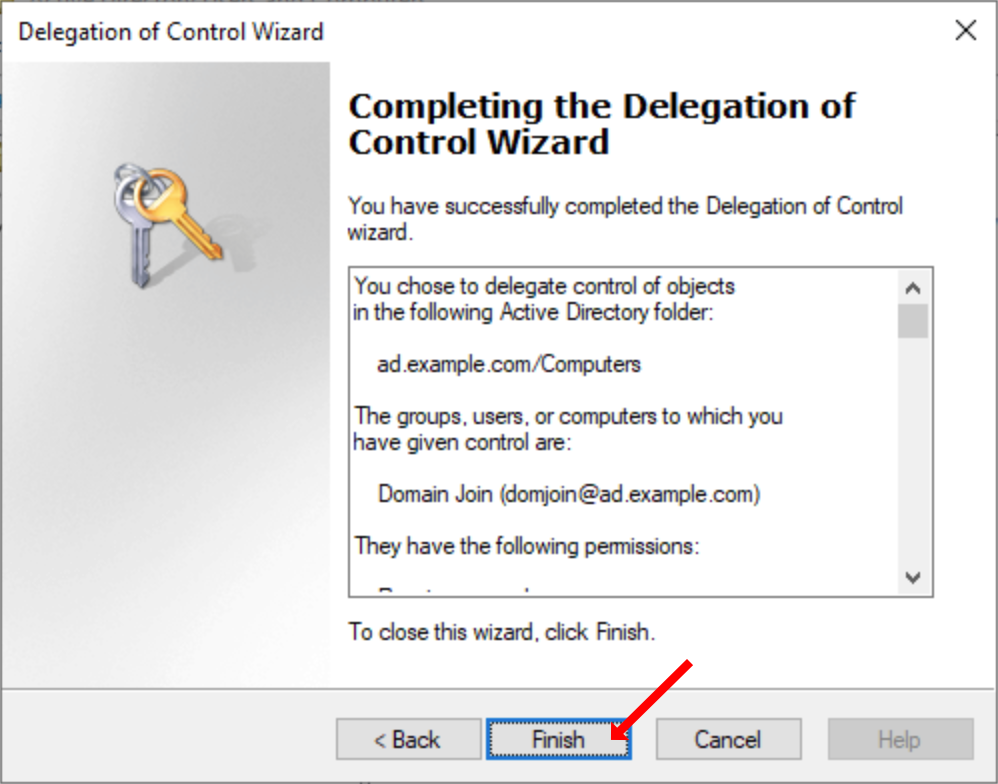 Delegation of Control Wizard
Completing the Delegation of
Control Wizard
You have successfully completed the Delegation of Control
wizard.
You chose to delegate control of objects
in the following Active Directory folder:
ad.example.com/Computers
The groups, users, or computers to which you
have given control are:
Domain Join (domjoin@ad.example.com)
They have the following permissions:
To close this wizard, click Finish.
< Back
Finish
Cancel
Help